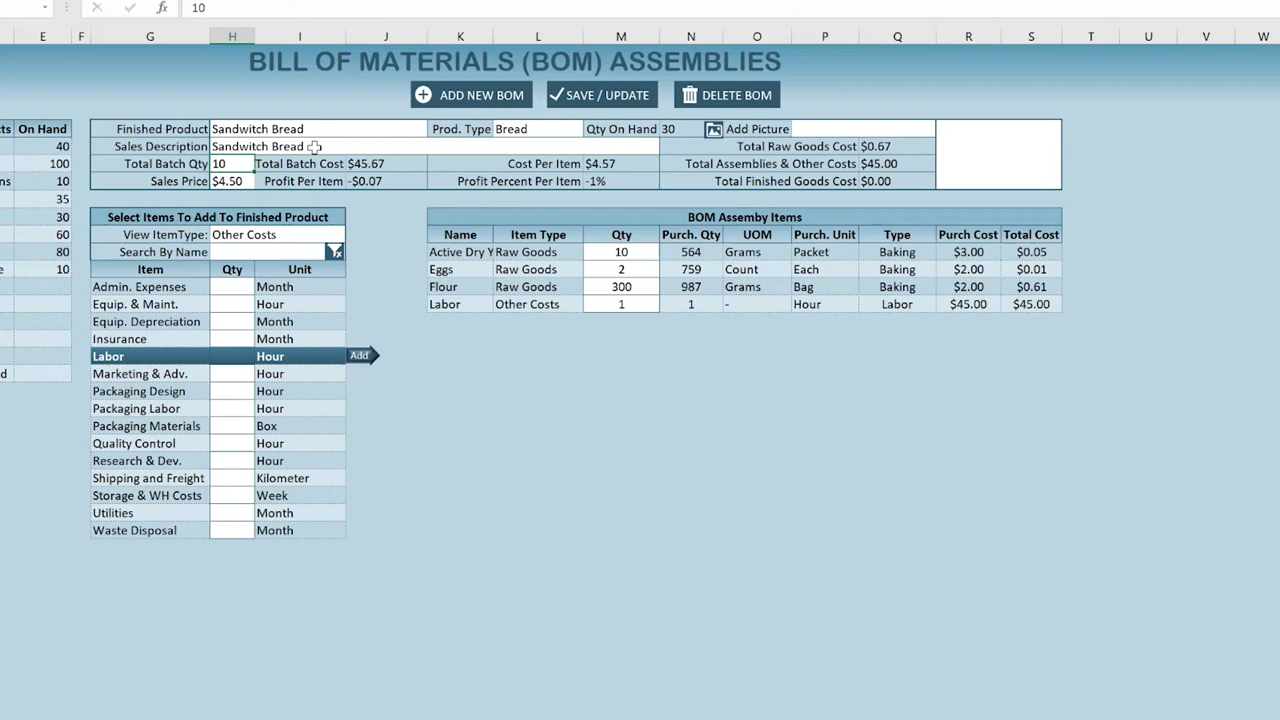 10
E F G H I J K L M N O P Q R S T U V W
BILL OF MATERIALS (BOM) ASSEMBLIES
ADD NEW BOM SAVE / UPDATE DELETE BOM
cts On Hand Finished Product Sandwitch Bread Prod. Type Bread Qty On Hand 30 Add Picture
40 Sales Description Sandwitch Bread Total Raw Goods Cost $0.67
100 Total Batch Qty 10 Total Batch Cost $45.67 Cost Per Item $4.57 Total Assemblies & Other Costs $45.00
ns 10 Sales Price $4.50 Profit Per Item -$0.07 Profit Percent Per Item -1% Total Finished Goods Cost $0.00
35
30 Select Items To Add To Finished Product BOM Assemby Items
60 View ItemType: Other Costs Name Item Type Qty Purch. Qty UOM Purch. Unit Type Purch Cost Total Cost
80 Search By Name Active Dry Y Raw Goods 10 564 Grams Packet Baking $3.00 $0.05
e 10 Item Qty Unit Eggs Raw Goods 2 759 Count Each Baking $2.00 $0.01
Admin. Expenses Month Flour Raw Goods 300 987 Grams Bag Baking $2.00 $0.61
Equip. & Maint. Hour Labor Other Costs 1 1 - Hour Labor $45.00 $45.00
Equip. Depreciation Month
Insurance Month
Labor Hour Add
d Marketing & Adv. Hour
Packaging Design Hour
Packaging Labor Hour
Packaging Materials Box
Quality Control Hour
Research & Dev. Hour
Shipping and Freight Kilometer
Storage & WH Costs Week
Utilities Month
Waste Disposal Month